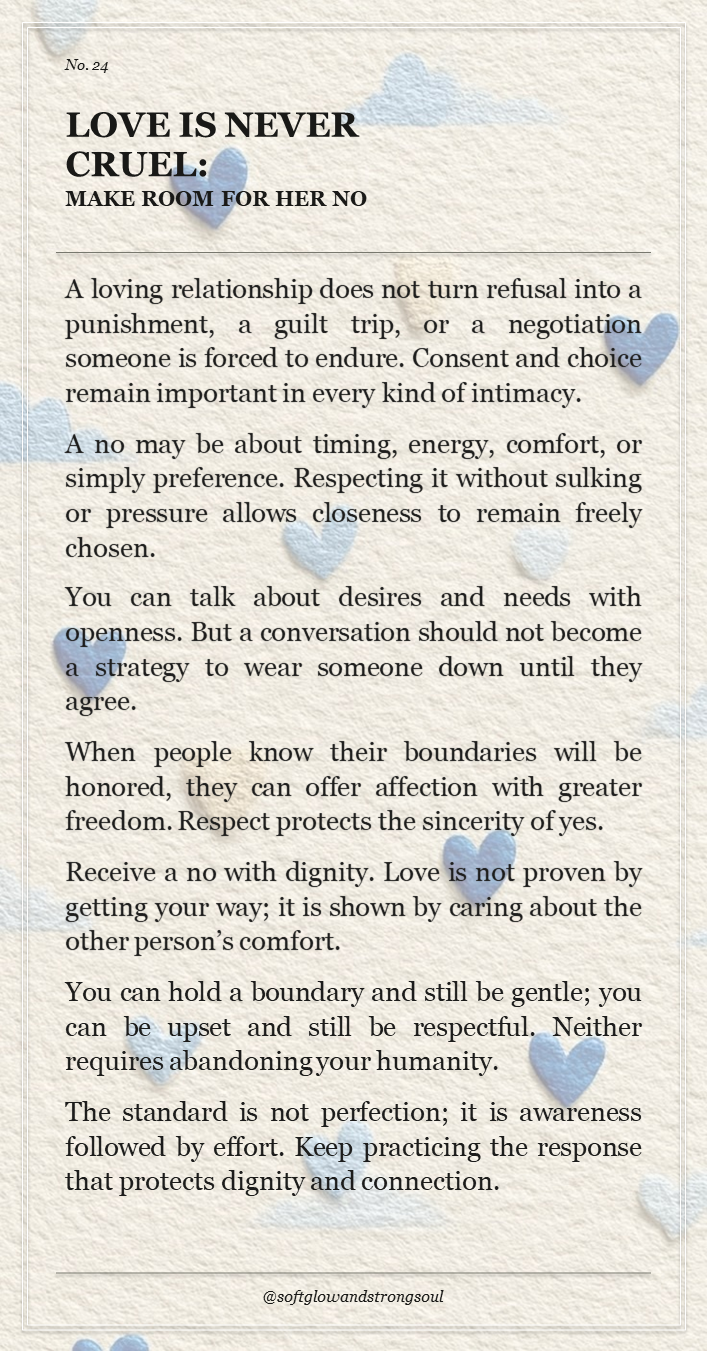 No. 24
LOVE IS NEVER
CRUEL:
MAKE ROOM FOR HER NO
A loving relationship does not turn refusal into a
punishment, a guilt trip, or a negotiation
someone is forced to endure. Consent and choice
remain important in every kind of intimacy.
A no may be about timing, energy, comfort, or
simply preference. Respecting it without sulking
or pressure allows closeness to remain freely
chosen.
You can talk about desires and needs with
openness. But a conversation should not become
a strategy to wear someone down until they
agree.
When people know their boundaries will be
honored, they can offer affection with greater
freedom. Respect protects the sincerity of yes.
Receive a no with dignity. Love is not proven by
getting your way; it is shown by caring about the
other person’s comfort.
You can hold a boundary and still be gentle; you
can be upset and still be respectful. Neither
requires abandoning your humanity.
The standard is not perfection; it is awareness
followed by effort. Keep practicing the response
that protects dignity and connection.
@softglowandstrongsoul